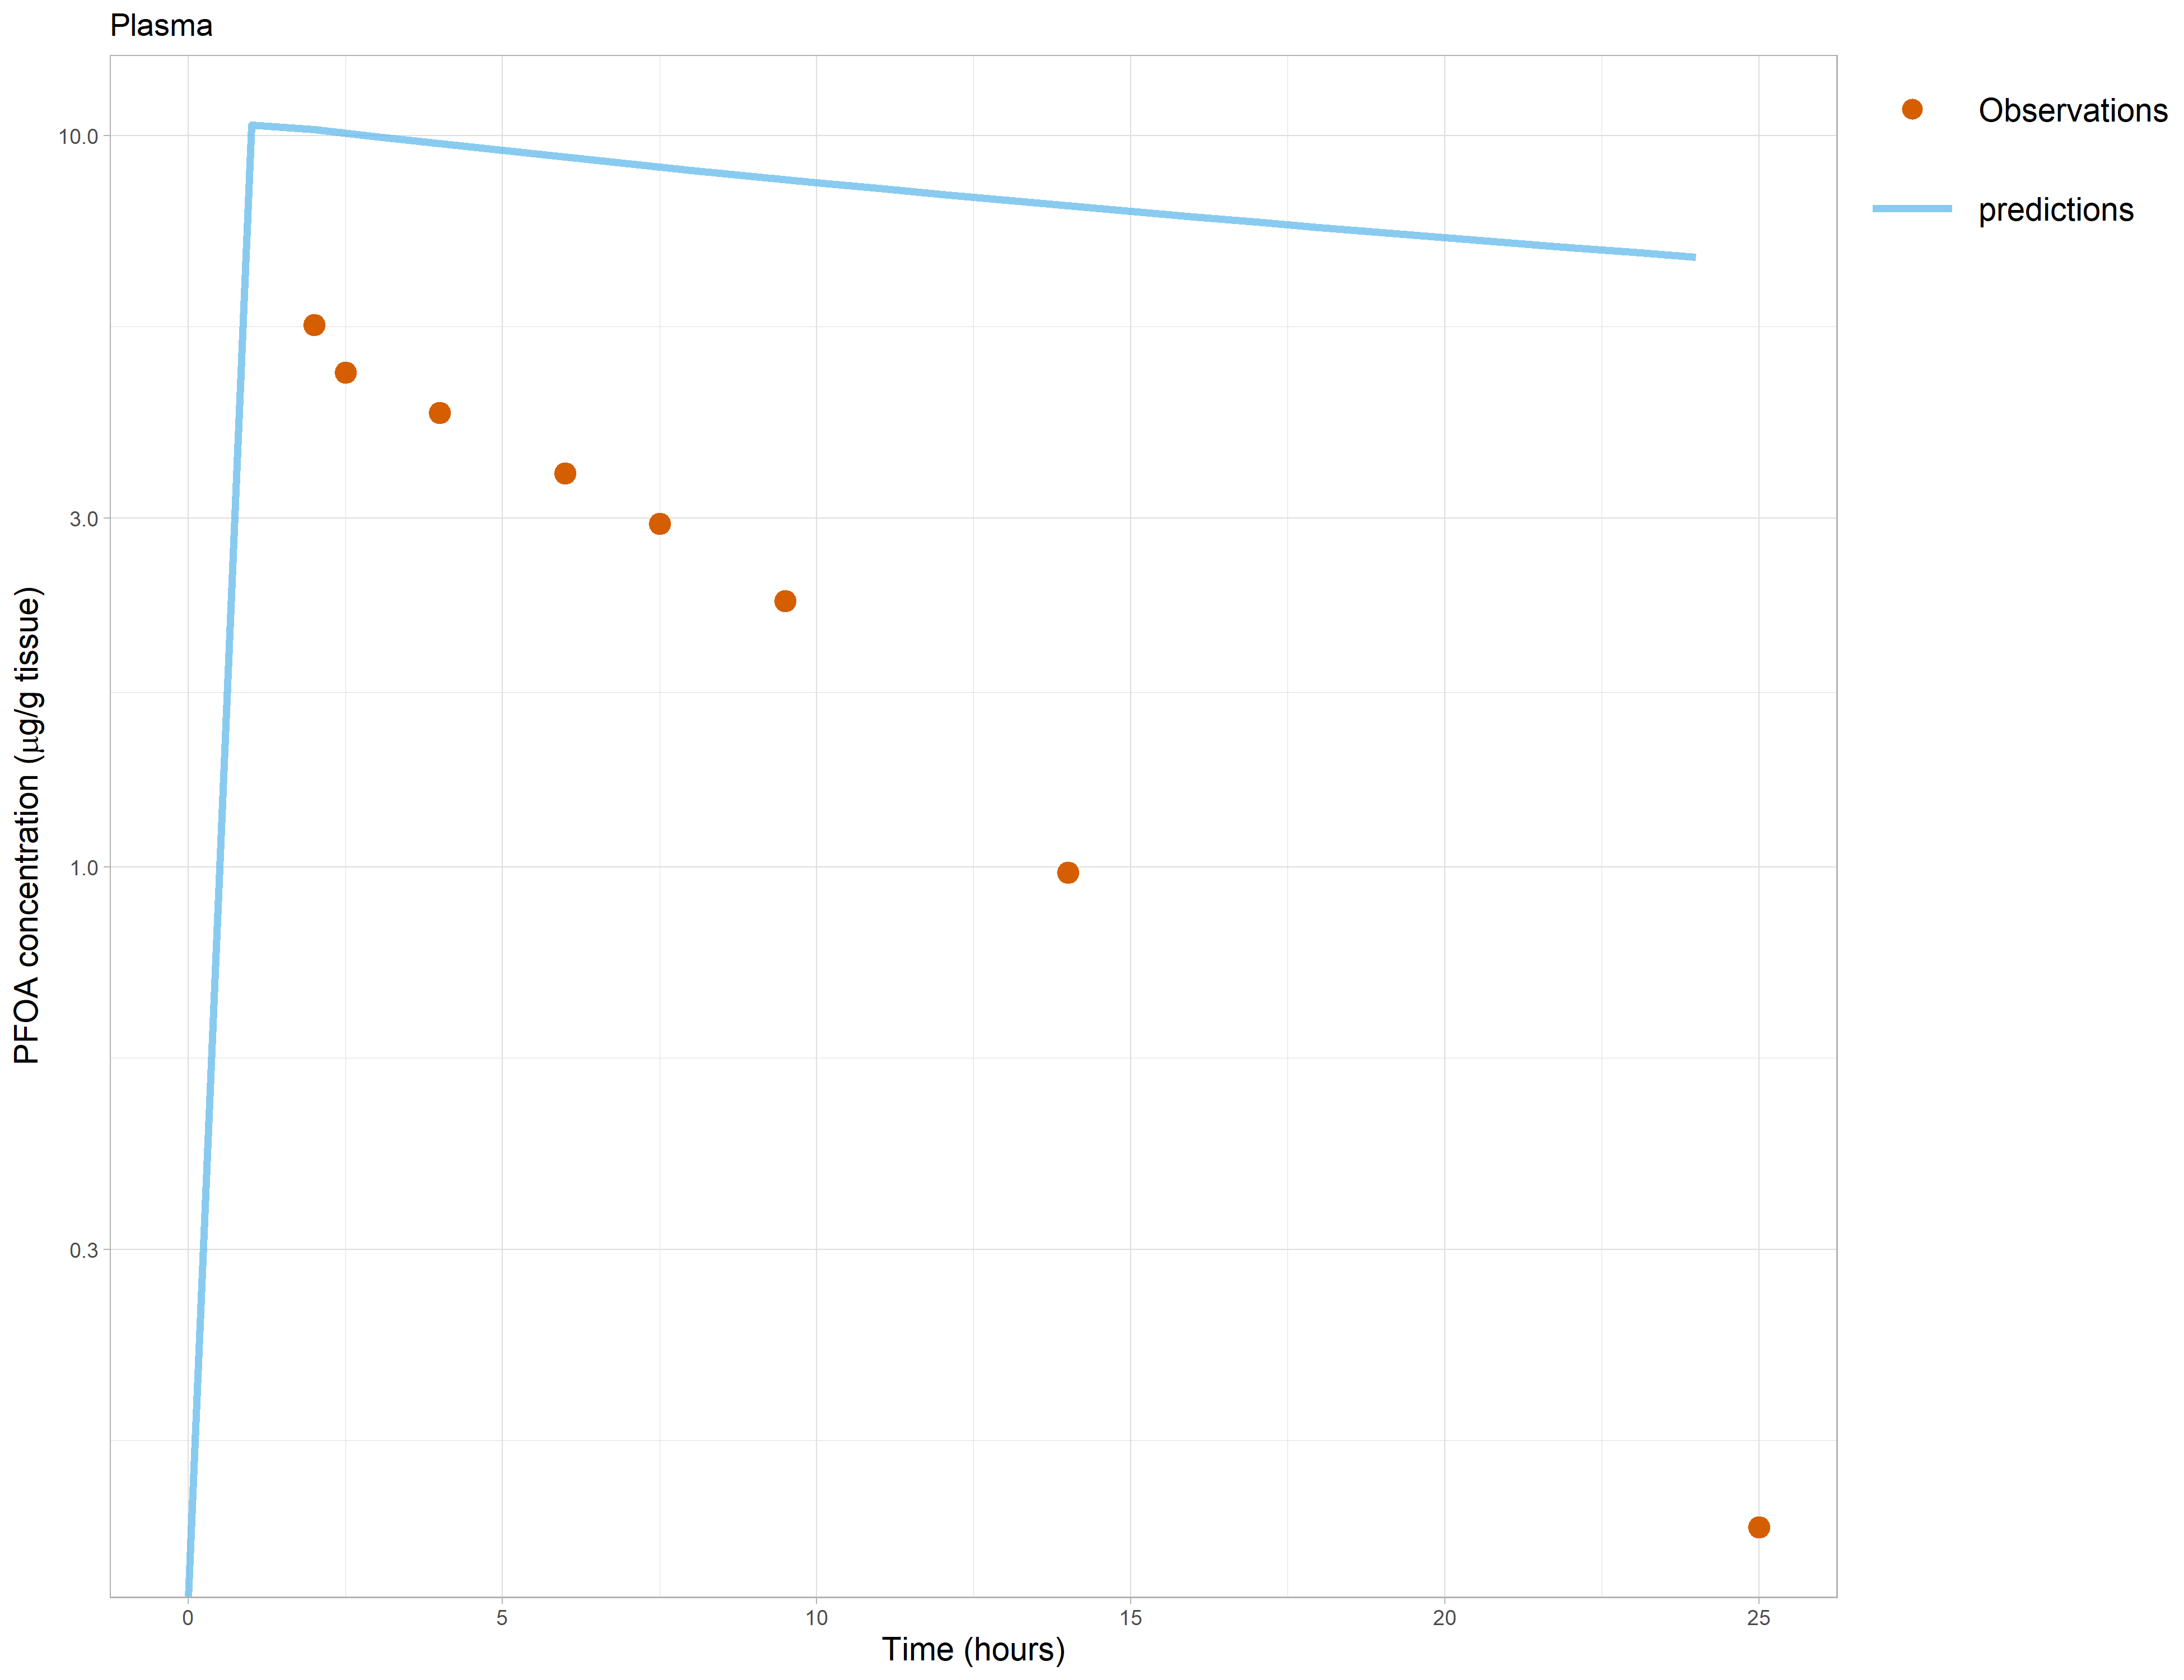 Plasma
Observations
predictions
10.0
3.0
1.0
0.3
PFOA concentration (μg/g tissue)
0
5
10
15
20
25
Time (hours)